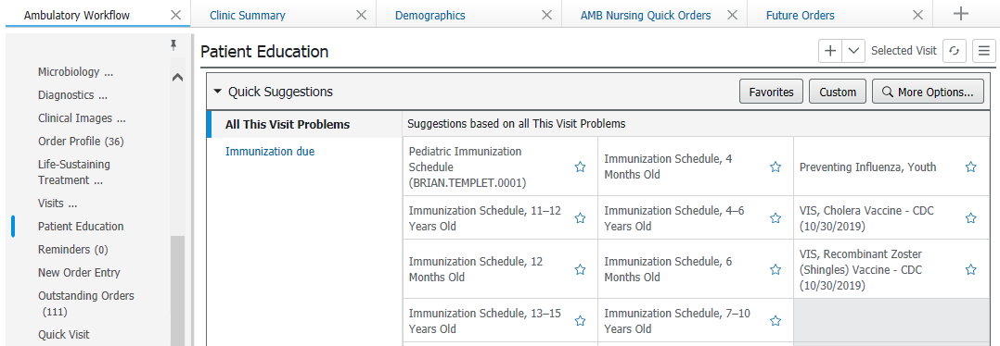 Ambulatory Workflow
Clinic Summary
Demographics
AMB Nursing Quick Orders
Future Orders
Microbiology ...
Diagnostics ...
Clinical Images ...
Order Profile (36)
Life-Sustaining
Treatment ...
Visits ...
Patient Education
Reminders (0)
New Order Entry
Outstanding Orders
(111)
Quick Visit
Patient Education
Selected Visit
Quick Suggestions
Favorites
Custom
More Options...
All This Visit Problems
Immunization due
Suggestions based on all This Visit Problems
Pediatric Immunization
Schedule
(BRIAN.TEMPLET.0001)
Immunization Schedule, 4
Months Old
Preventing Influenza, Youth
Immunization Schedule, 11–12
Years Old
Immunization Schedule, 4–6
Years Old
VIS, Cholera Vaccine - CDC
(10/30/2019)
Immunization Schedule, 12
Months Old
Immunization Schedule, 6
Months Old
VIS, Recombinant Zoster
(Shingles) Vaccine - CDC
(10/30/2019)
Immunization Schedule, 13–15
Years Old
Immunization Schedule, 7–10
Years Old